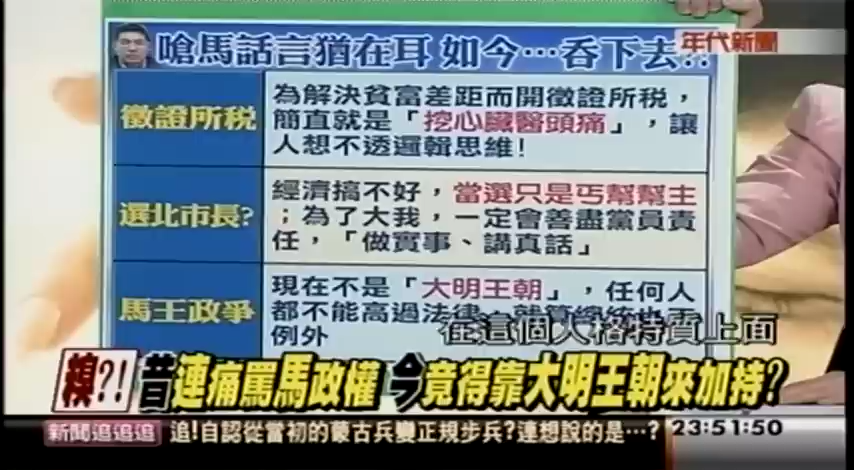 嗆馬話言猶在耳 如今…吞下去?!
年代新聞
徵證所稅
為解決貧富差距而開徵證所稅，
簡直就是「挖心臟醫頭痛」，讓
人想不透邏輯思維!
選北市長?
經濟搞不好，當選只是丐幫幫主
；為了大我，一定會善盡黨員責
任，「做實事、講真話」
馬王政爭
現在不是「大明王朝」，任何人
都不能高過法律
例外
在這個人格特質上面
糗?! 昔連痛罵馬政權 今竟得靠大明王朝來加持?
新聞追追追 追!自認從當初的蒙古兵變正規步兵?連想說的是…? 23:51:50